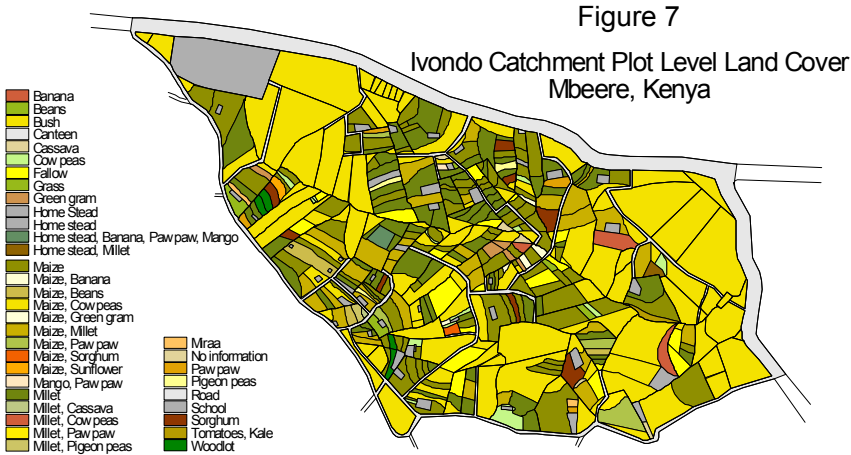 Figure 7
Ivondo Catchment Plot Level Land Cover
Mbeere, Kenya
Banana
Beans
Bush
Canteen
Cassava
Cow peas
Fallow
Grass
Green gram
Home Stead
Home stead
Home stead, Banana, Paw paw, Mango
Home stead, Millet
Maize
Maize, Banana
Maize, Beans
Maize, Cow peas
Maize, Green gram
Maize, Millet
Maize, Paw paw
Maize, Sorghum
Maize, Sunflower
Mango, Paw paw
Millet
Millet, Cassava
Millet, Cow peas
Millet, Paw paw
Millet, Pigeon peas
Mraa
No information
Paw paw
Pigeon peas
Road
School
Sorghum
Tomatoes, Kale
Woodlot